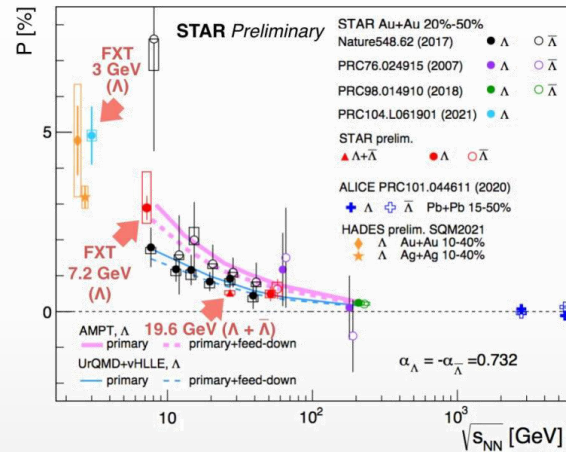 P [%]
STAR Preliminary
STAR Au+Au 20%-50%
Nature548.62 (2017) Λ Λ̅
PRC76.024915 (2007) Λ Λ̅
PRC98.014910 (2018) Λ Λ̅
PRC104.L061901 (2021) Λ
STAR prelim.
Λ+Λ̅ Λ Λ̅
ALICE PRC101.044611 (2020)
Λ Λ̅ Pb+Pb 15-50%
HADES prelim. SQM2021
Λ Au+Au 10-40%
Λ Ag+Ag 10-40%
FXT
3 GeV
(Λ)
5
FXT
7.2 GeV
(Λ)
0
19.6 GeV (Λ + Λ̅)
AMPT, Λ
primary primary+feed-down
UrQMD+vHLLE, Λ
primary primary+feed-down
α_Λ = -α_Λ̅ =0.732
10 10² 10³
√s_NN [GeV]